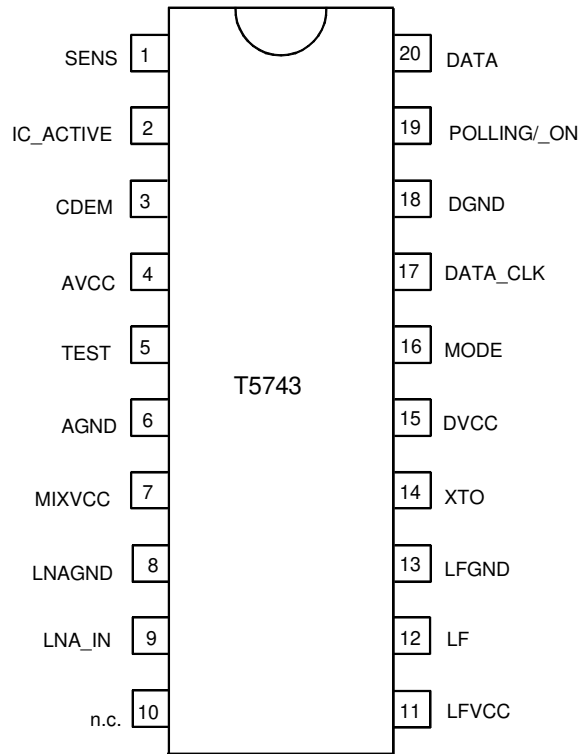 SENS 1
IC_ACTIVE 2
CDEM 3
AVCC 4
TEST 5
AGND 6
MIXVCC 7
LNAGND 8
LNA_IN 9
n.c. 10
T5743
20 DATA
19 POLLING/_ON
18 DGND
17 DATA_CLK
16 MODE
15 DVCC
14 XTO
13 LFGND
12 LF
11 LFVCC